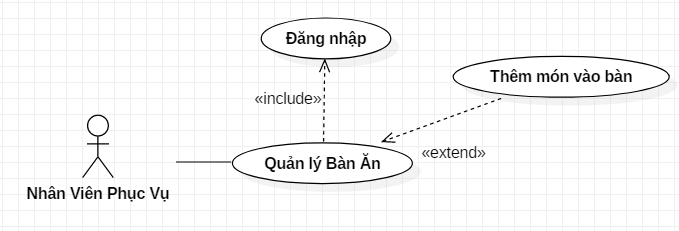 Đăng nhập
Thêm món vào bàn
«include»
«extend»
Quản lý Bàn Ăn
Nhân Viên Phục Vụ